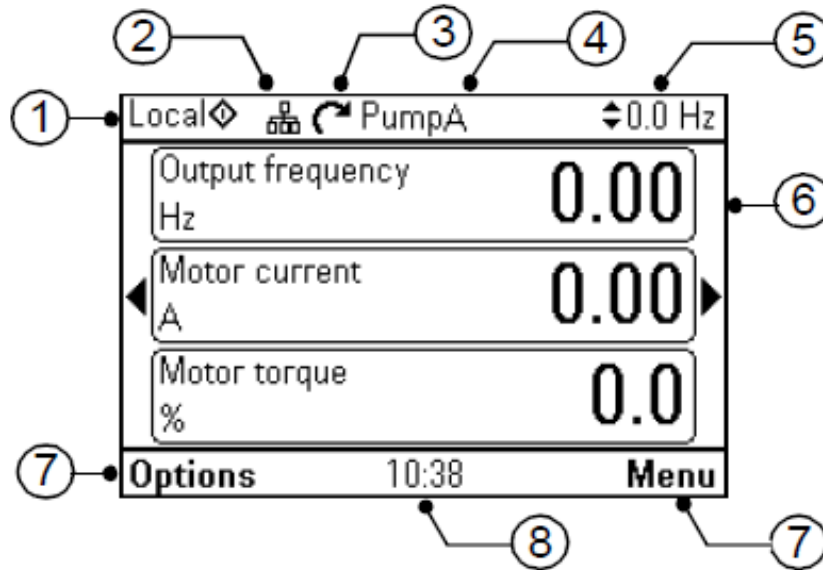 2 3 4 5
1 Local PumpA 0.0 Hz
Output frequency 0.00
Hz
6
Motor current 0.00
A
Motor torque 0.0
%
7 Options 10:38 Menu
8 7